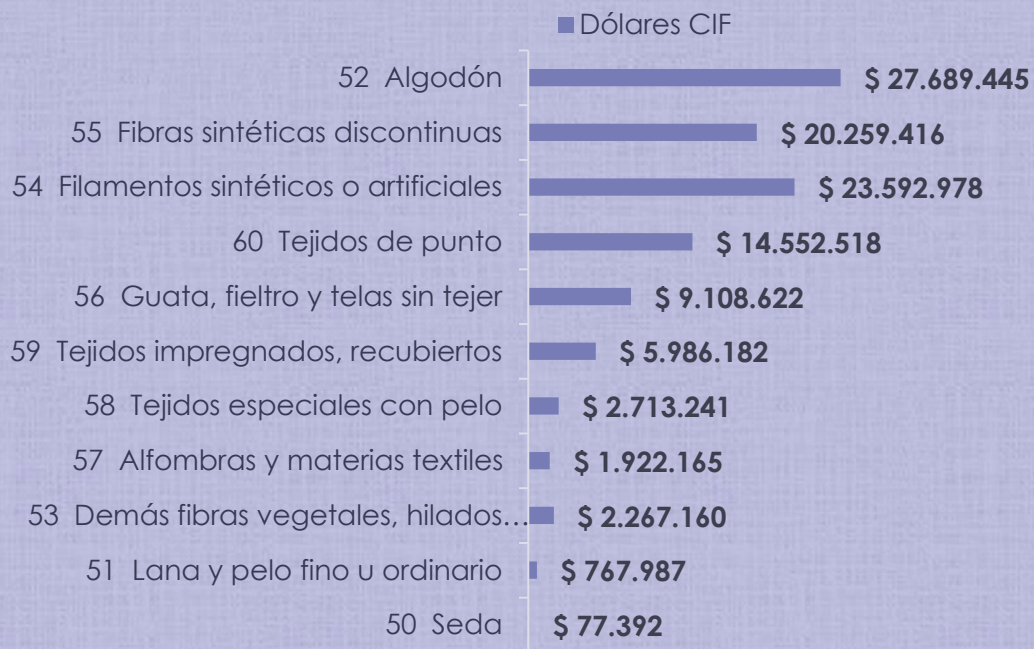 Dólares CIF
52 Algodón $ 27.689.445
55 Fibras sintéticas discontinuas $ 20.259.416
54 Filamentos sintéticos o artificiales $ 23.592.978
60 Tejidos de punto $ 14.552.518
56 Guata, fieltro y telas sin tejer $ 9.108.622
59 Tejidos impregnados, recubiertos $ 5.986.182
58 Tejidos especiales con pelo $ 2.713.241
57 Alfombras y materias textiles $ 1.922.165
53 Demás fibras vegetales, hilados… $ 2.267.160
51 Lana y pelo fino u ordinario $ 767.987
50 Seda $ 77.392